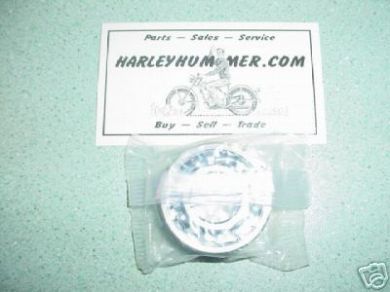 Parts — Sales — Service
HARLEYHUMMER.COM
Buy — Sell — Trade